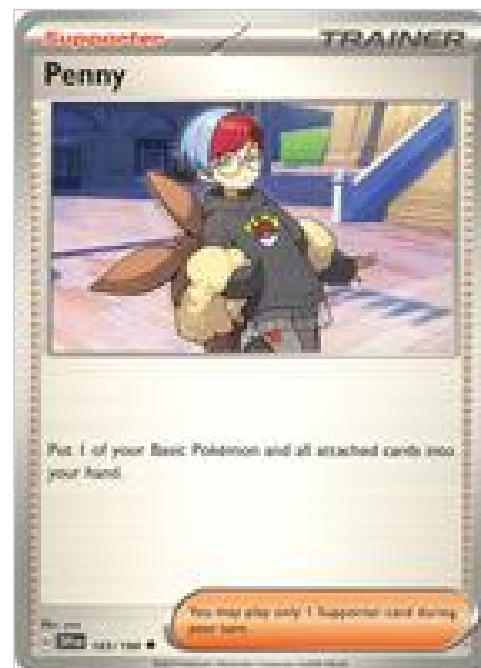 Supporter
TRAINER
Penny
Put 1 of your Basic Pokémon and all attached cards into
your hand.
You may play only 1 Supporter card during
your turn.